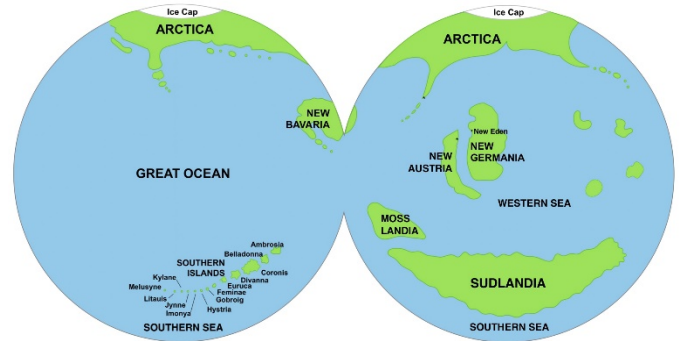 Ice Cap
ARCTICA
NEW
BAVARIA
GREAT OCEAN
Ambrosia
Belladonna
SOUTHERN
ISLANDS
Coronis
Divanna
Euruca
Feminae
Gobroig
Hystria
Kylane
Melusyne
Litauis
Jynne
Imonya
SOUTHERN SEA
Ice Cap
ARCTICA
New Eden
NEW
GERMANIA
NEW
AUSTRIA
WESTERN SEA
MOSS
LANDIA
SUDLANDIA
SOUTHERN SEA